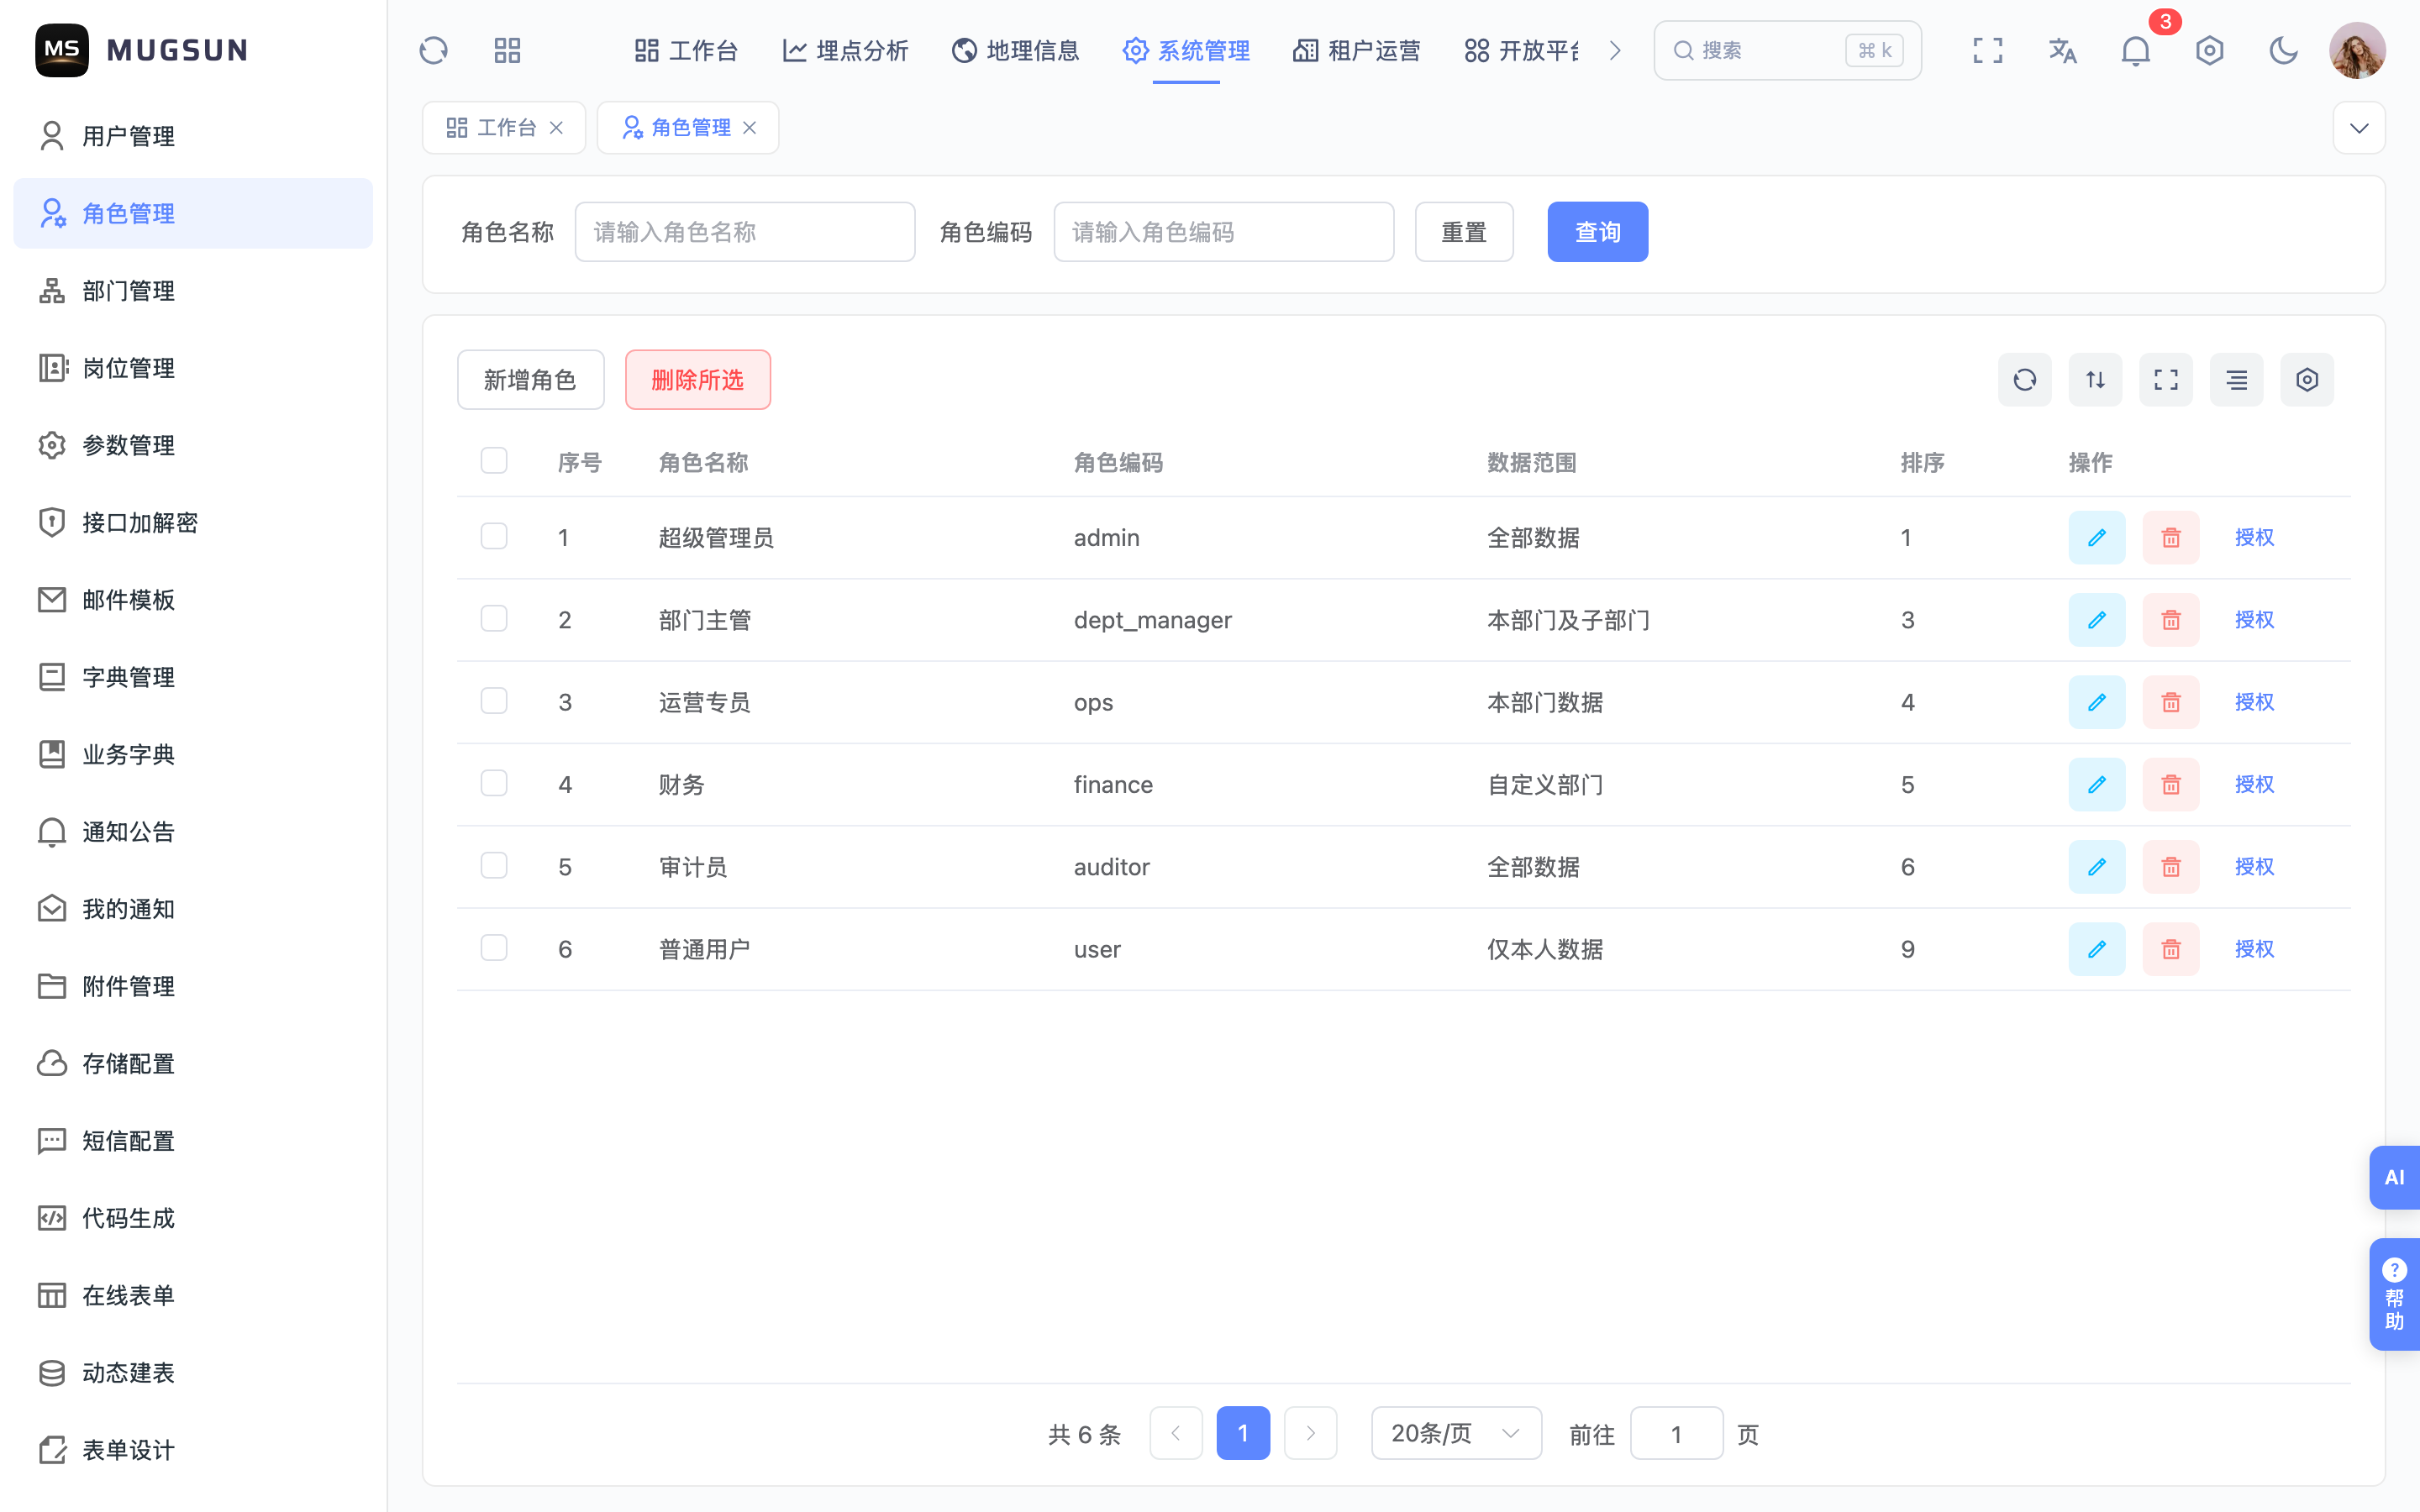 MS MUGSUN
工作台 埋点分析 地理信息 系统管理 租户运营 开放平台 搜索 ⌘ k 3
工作台 角色管理
用户管理
角色管理
部门管理
岗位管理
参数管理
接口加解密
邮件模板
字典管理
业务字典
通知公告
我的通知
附件管理
存储配置
短信配置
代码生成
在线表单
动态建表
表单设计
角色名称 请输入角色名称 角色编码 请输入角色编码 重置 查询
新增角色 删除所选
序号 角色名称 角色编码 数据范围 排序 操作
1 超级管理员 admin 全部数据 1 授权
2 部门主管 dept_manager 本部门及子部门 3 授权
3 运营专员 ops 本部门数据 4 授权
4 财务 finance 自定义部门 5 授权
5 审计员 auditor 全部数据 6 授权
6 普通用户 user 仅本人数据 9 授权
共 6 条 1 20条/页 前往 1 页
AI
?
帮
助